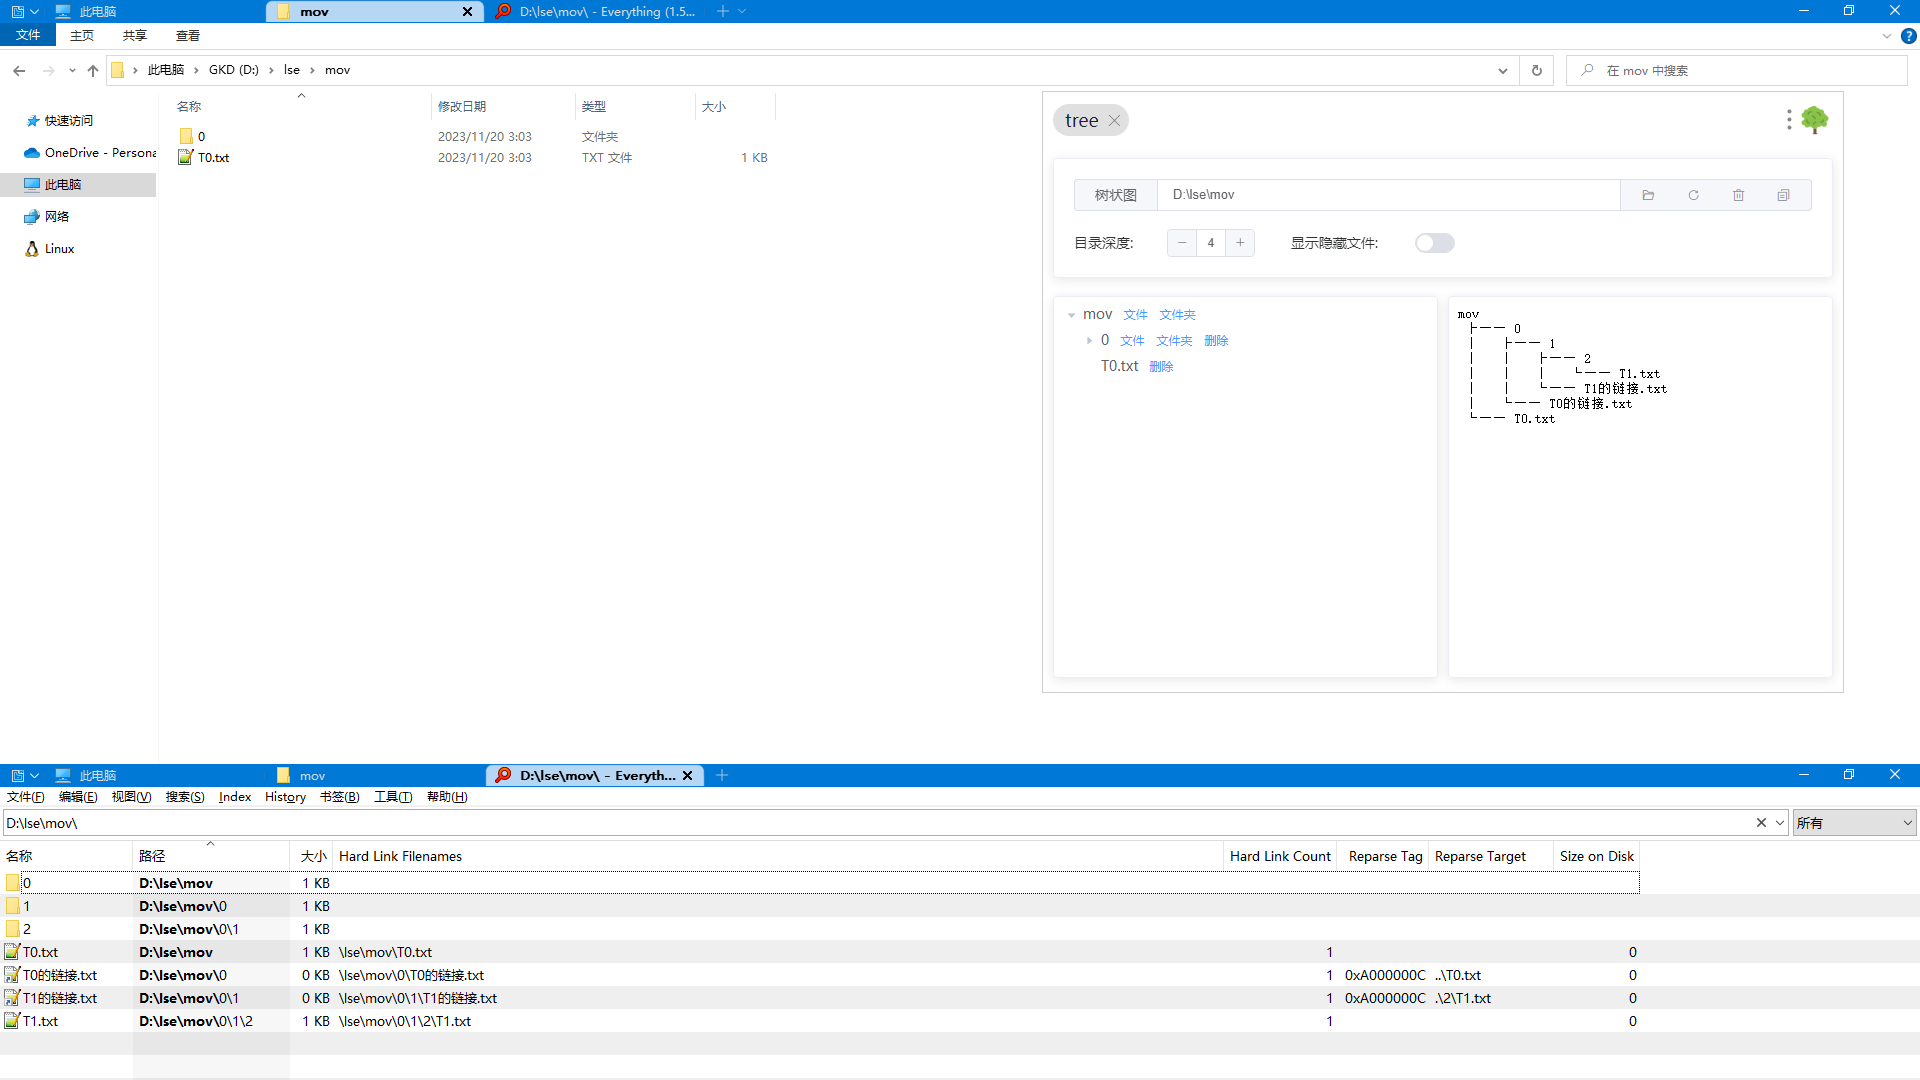 此电脑
mov
D:\lse\mov\ - Everything (1.5...
文件 主页 共享 查看
此电脑 GKD (D:) lse mov
在 mov 中搜索
名称 修改日期 类型 大小
0 2023/11/20 3:03 文件夹
T0.txt 2023/11/20 3:03 TXT 文件 1 KB
快速访问
OneDrive - Persona
此电脑
网络
Linux
tree
树状图 D:\lse\mov
目录深度: 4 显示隐藏文件:
mov 文件 文件夹
0 文件 文件夹 删除
T0.txt 删除
mov
├── 0
│ ├── 1
│ │ ├── 2
│ │ │ └── T1.txt
│ │ └── T1的链接.txt
│ └── T0的链接.txt
└── T0.txt
此电脑
mov
D:\lse\mov\ - Everyth...
文件(F) 编辑(E) 视图(V) 搜索(S) Index History 书签(B) 工具(T) 帮助(H)
D:\lse\mov\ 所有
名称 路径 大小 Hard Link Filenames Hard Link Count Reparse Tag Reparse Target Size on Disk
0 D:\lse\mov 1 KB
1 D:\lse\mov\0 1 KB
2 D:\lse\mov\0\1 1 KB
T0.txt D:\lse\mov 1 KB \lse\mov\T0.txt 1 0
T0的链接.txt D:\lse\mov\0 0 KB \lse\mov\0\T0的链接.txt 1 0xA000000C ..\T0.txt 0
T1的链接.txt D:\lse\mov\0\1 0 KB \lse\mov\0\1\T1的链接.txt 1 0xA000000C .\2\T1.txt 0
T1.txt D:\lse\mov\0\1\2 1 KB \lse\mov\0\1\2\T1.txt 1 0